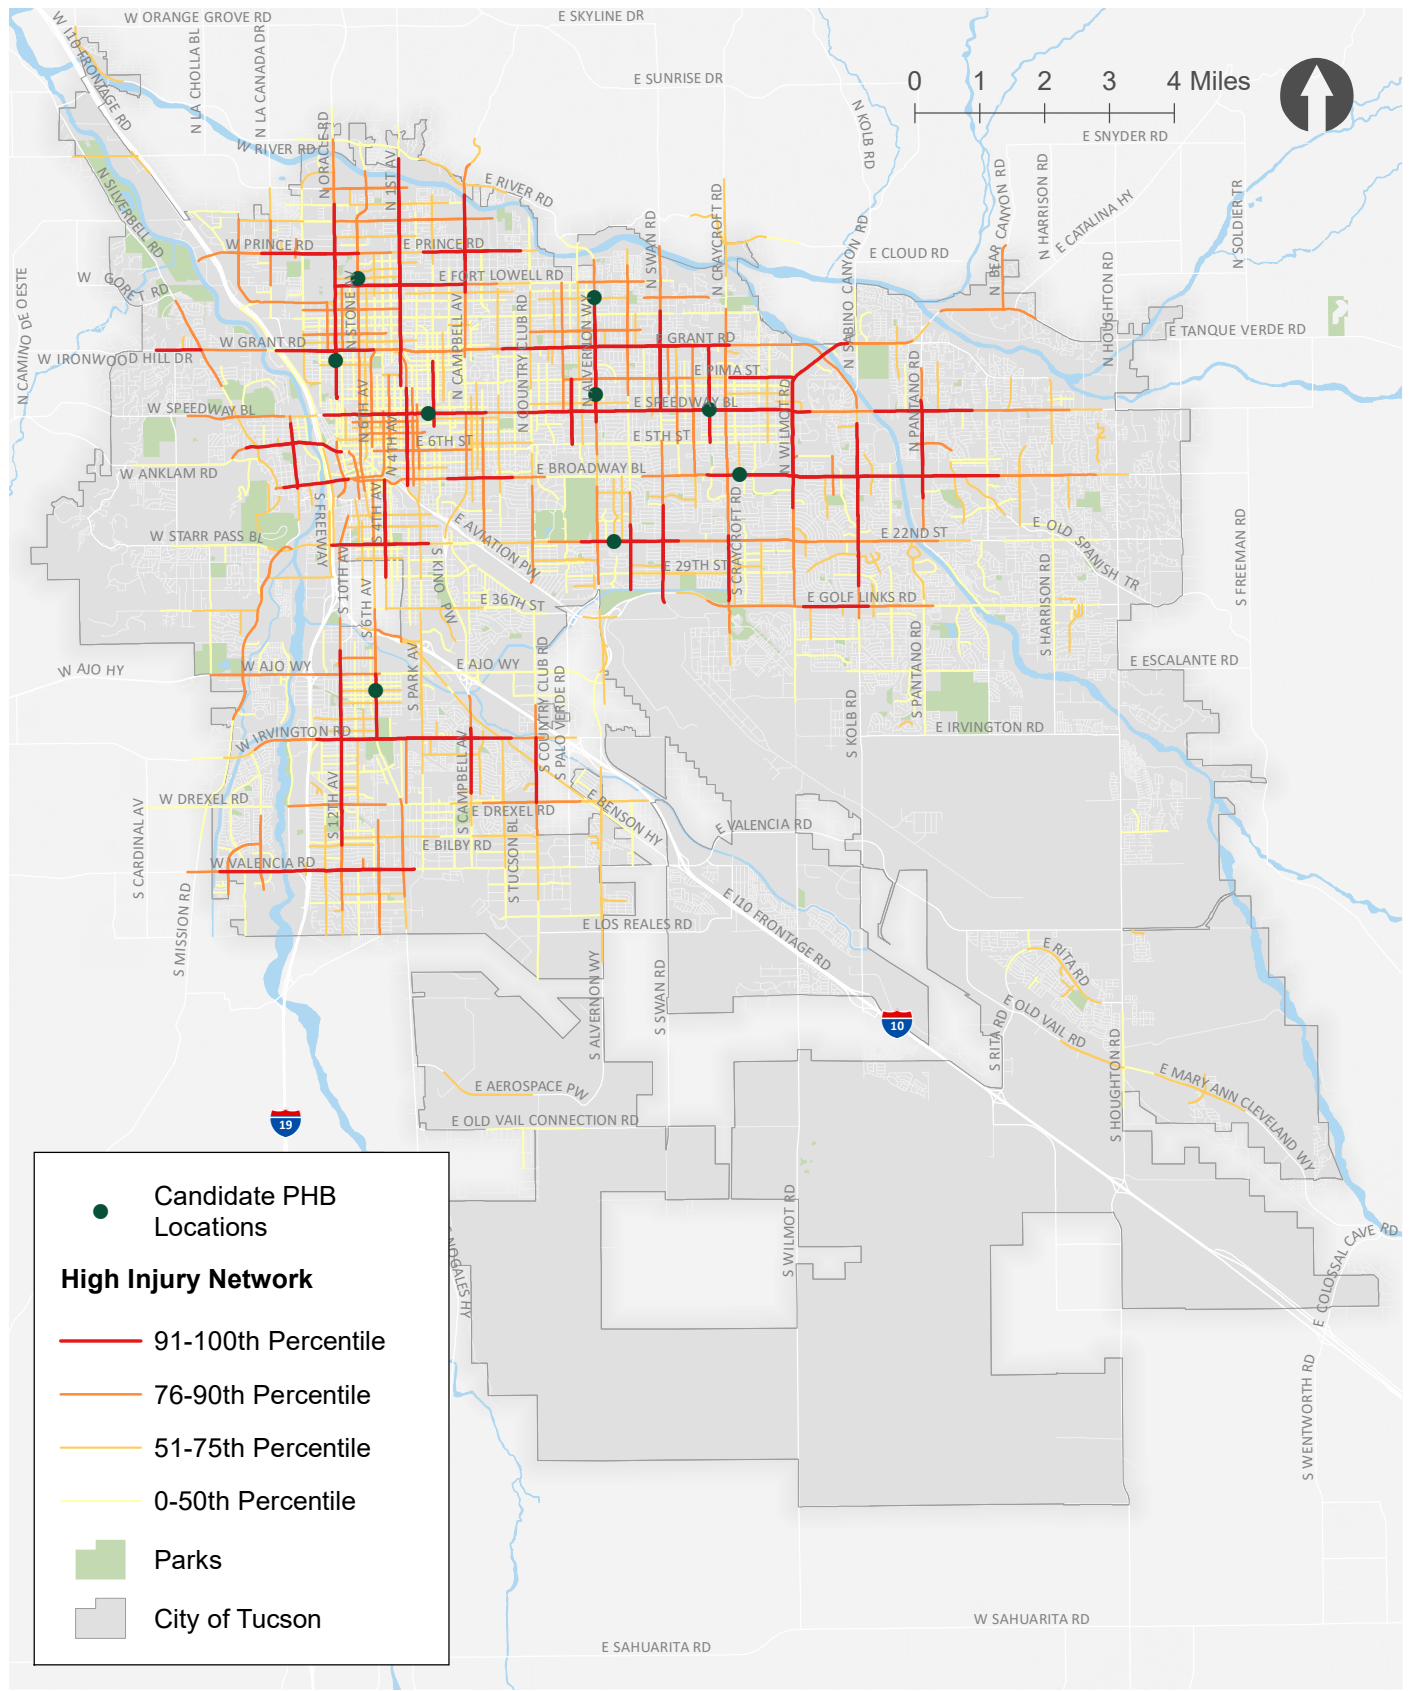 W ORANGE GROVE RD
E SKYLINE DR
W I10 FRONTAGE RD
N LA CHOLLA BL
N LA CANADA DR
E SUNRISE DR
0 1 2 3 4 Miles
N KOLB RD
E SNYDER RD
N ORACLE RD
W RIVER RD
N 1ST AV
E RIVER RD
N SILVERBELL RD
N SWAN RD
N CRAYCROFT RD
N SABINO CANYON RD
N BEAR CANYON RD
N HARRISON RD
E CATALINA HY
N SOLDIER TR
W PRINCE RD
E PRINCE RD
E CLOUD RD
N CAMINO DE OESTE
W GORET RD
E FORT LOWELL RD
N STONE AV
N CAMPBELL AV
N COUNTRY CLUB RD
N ALVERNON WY
N HOUGHTON RD
E TANQUE VERDE RD
W GRANT RD
E GRANT RD
W IRONWOOD HILL DR
E PIMA ST
N PANTANO RD
W SPEEDWAY BL
N 6TH AV
N 4TH AV
E SPEEDWAY BL
N WILMOT RD
E 6TH ST
E 5TH ST
W ANKLAM RD
E BROADWAY BL
S FREEWAY
S 4TH AV
S CRAYCROFT RD
W STARR PASS BL
E AVIATION PW
E 22ND ST
E OLD SPANISH TR
S FREEMAN RD
S 10TH AV
S 6TH AV
S KINO PW
E 29TH ST
E 36TH ST
E GOLF LINKS RD
S HARRISON RD
W AJO HY
W AJO WY
S PARK AV
E AJO WY
S COUNTRY CLUB RD
S PALO VERDE RD
S PANTANO RD
E ESCALANTE RD
S KOLB RD
W IRVINGTON RD
E IRVINGTON RD
S CAMPBELL AV
W DREXEL RD
S 12TH AV
E DREXEL RD
E BENSON HY
S CARDINAL AV
E VALENCIA RD
E BILBY RD
S TUCSON BL
W VALENCIA RD
S MISSION RD
E I10 FRONTAGE RD
E LOS REALES RD
S ALVERNON WY
S SWAN RD
E RITA RD
10
S RITA RD
E OLD VAIL RD
S HOUGHTON RD
E AEROSPACE PW
E MARY ANN CLEVELAND WY
19
E OLD VAIL CONNECTION RD
S WILMOT RD
NOGALES HY
E COLOSSAL CAVE RD
S WENTWORTH RD
Candidate PHB
Locations
High Injury Network
91-100th Percentile
76-90th Percentile
51-75th Percentile
0-50th Percentile
Parks
City of Tucson
W SAHUARITA RD
E SAHUARITA RD